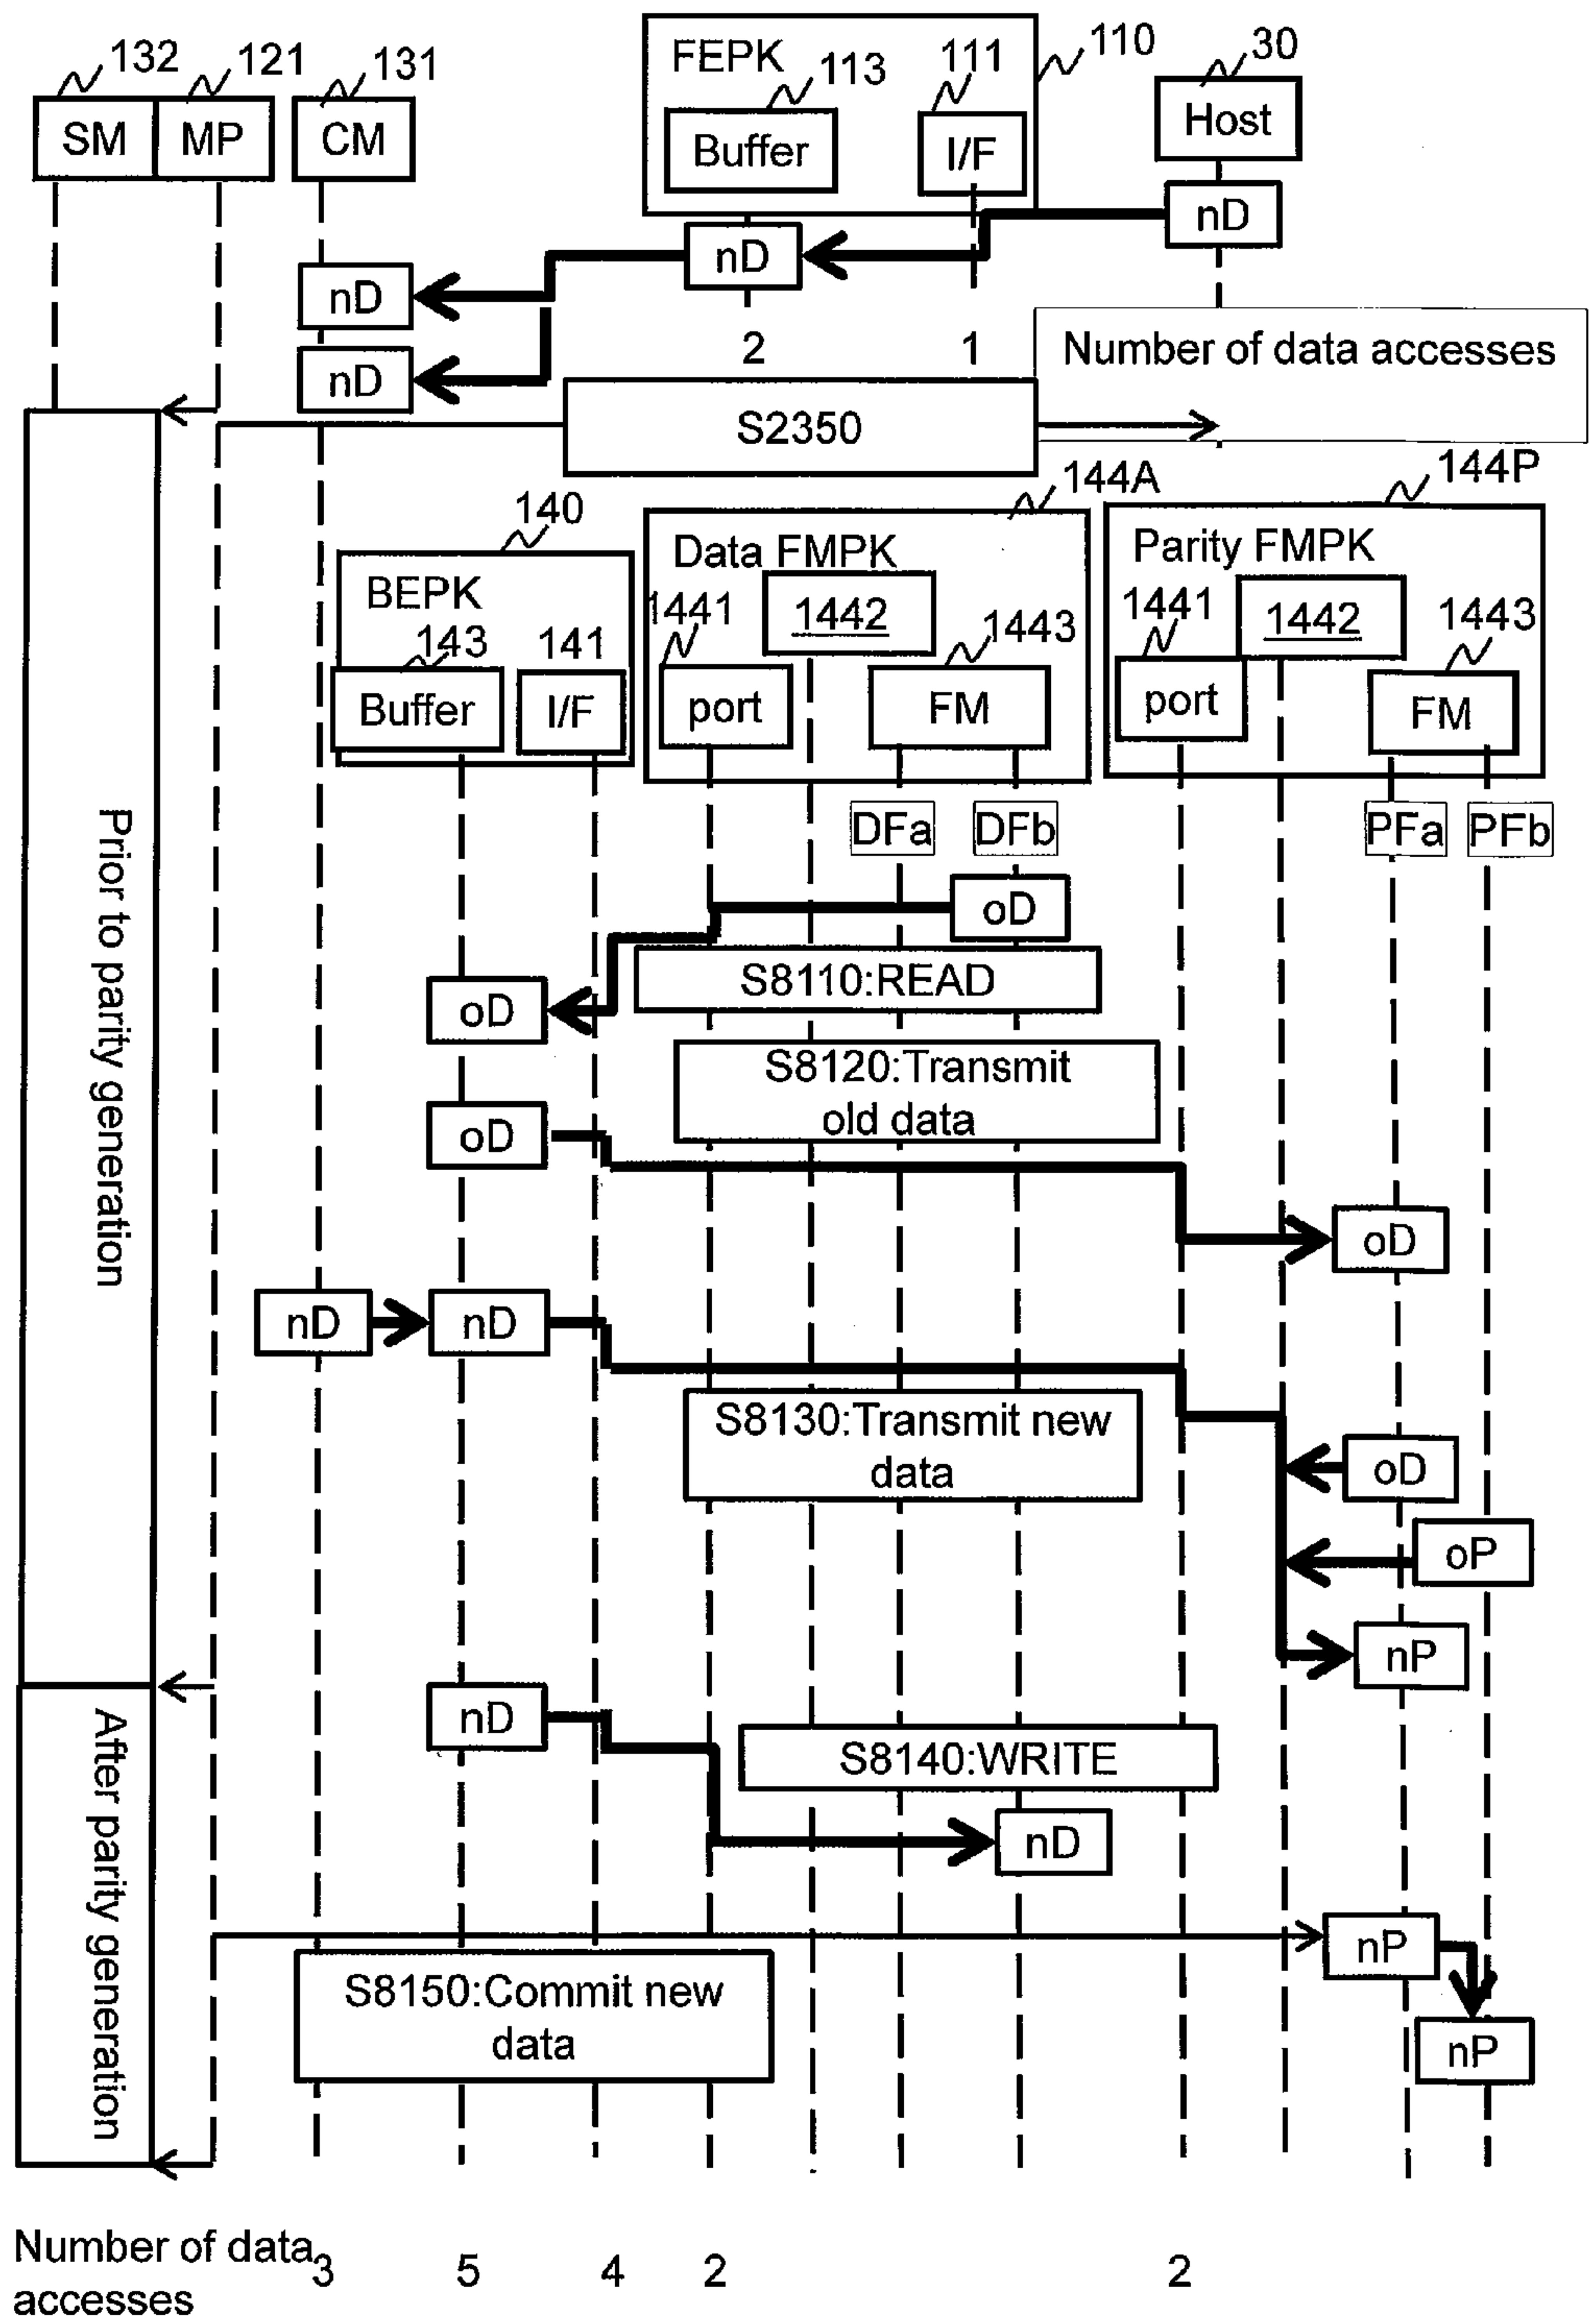 132
121
131
FEPK
113
111
110
30
SM
MP
CM
Buffer
I/F
Host
nD
nD
nD
nD
2
1
Number of data accesses
S2350
140
144A
144P
BEPK
Data FMPK
Parity FMPK
1441
1442
1443
1441
1442
1443
143
141
Buffer
I/F
port
FM
port
FM
DFa
DFb
PFa
PFb
Prior to parity generation
oD
S8110:READ
oD
S8120:Transmit
old data
oD
oD
nD
nD
S8130:Transmit new
data
oD
oP
nP
After parity generation
nD
S8140:WRITE
nD
nP
S8150:Commit new
data
nP
Number of data
accesses
3
5
4
2
2